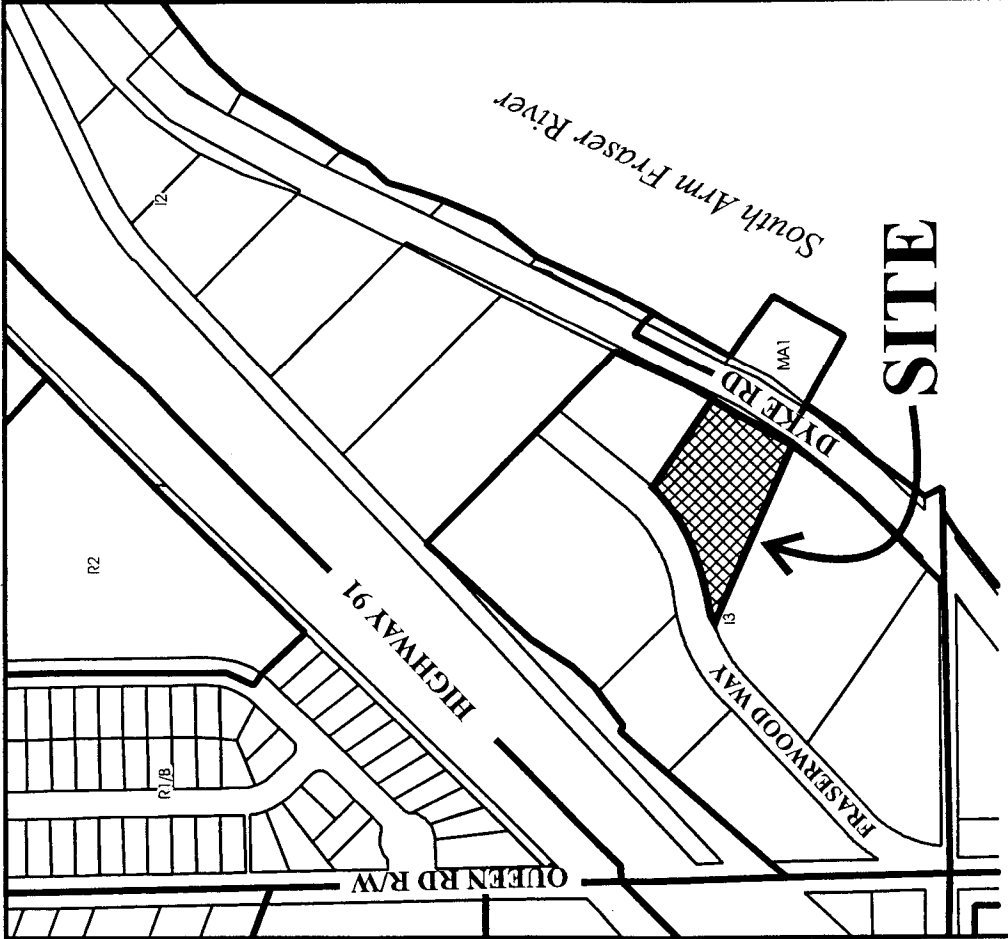 I2
South Arm Fraser River
SITE
R2
MA1
DYKE RD
HIGHWAY 91
I3
R1/B
FRASERWOOD WAY
QUEEN RD R/W